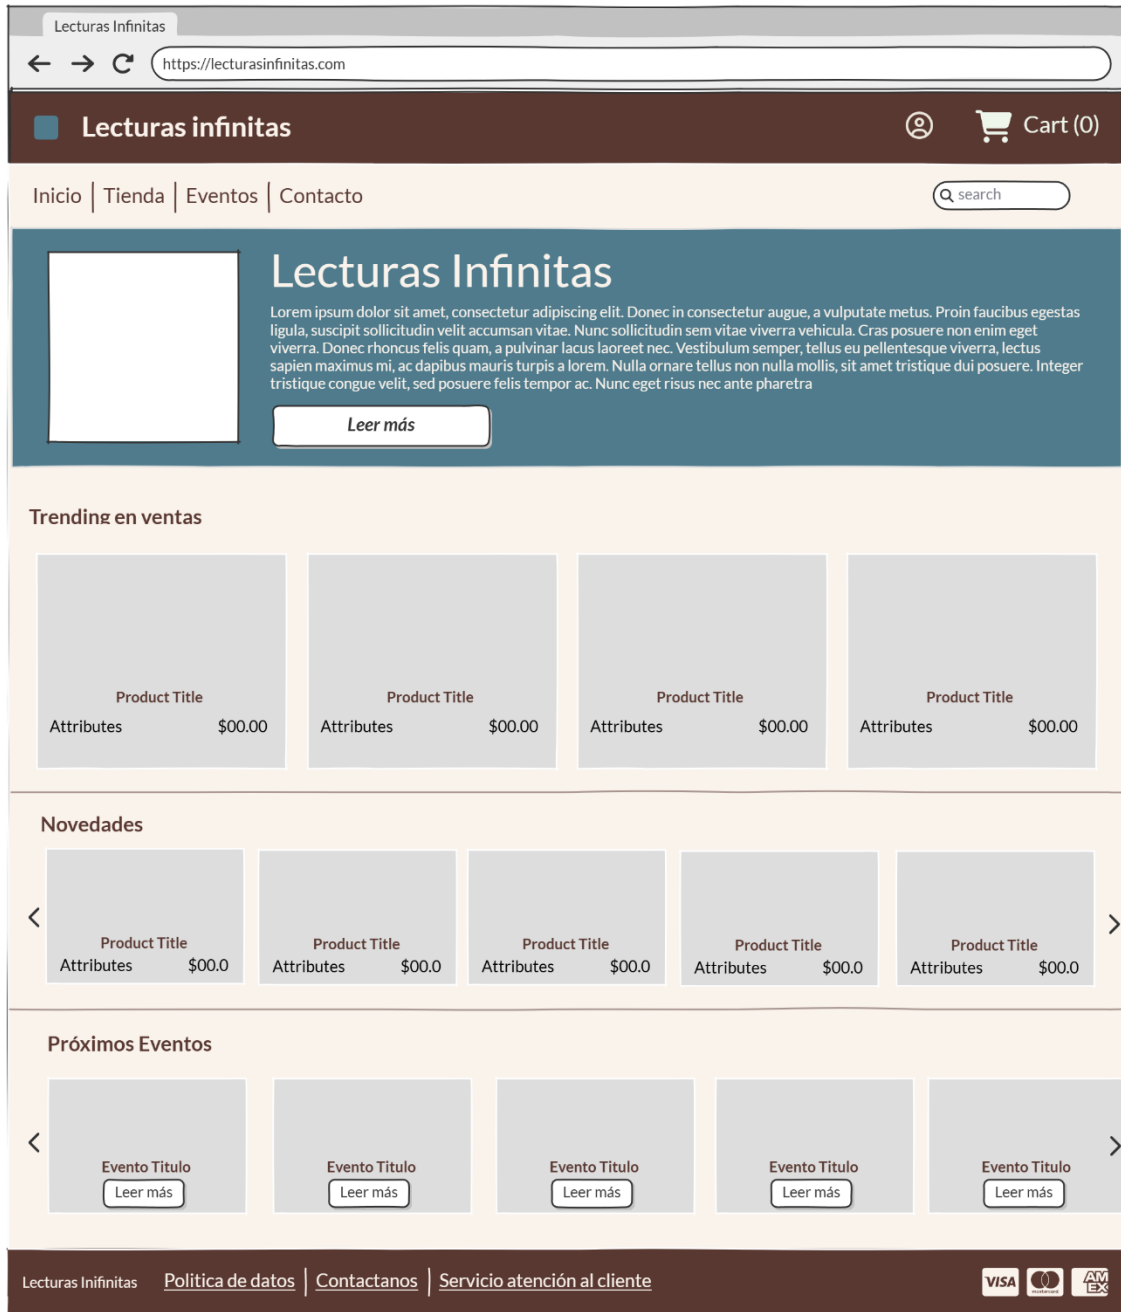 Lecturas Infinitas
https://lecturasinfinitas.com
Lecturas infinitas
Cart (0)
Inicio | Tienda | Eventos | Contacto
search
Lecturas Infinitas
Lorem ipsum dolor sit amet, consectetur adipiscing elit. Donec in consectetur augue, a vulputate metus. Proin faucibus egestas
ligula, suscipit sollicitudin velit accumsan vitae. Nunc sollicitudin sem vitae viverra vehicula. Cras posuere non enim eget
viverra. Donec rhoncus felis quam, a pulvinar lacus laoreet nec. Vestibulum semper, tellus eu pellentesque viverra, lectus
sapien maximus mi, ac dapibus mauris turpis a lorem. Nulla ornare tellus non nulla mollis, sit amet tristique dui posuere. Integer
tristique congue velit, sed posuere felis tempor ac. Nunc eget risus nec ante pharetra
Leer más
Trending en ventas
Product Title
Attributes $00.00
Product Title
Attributes $00.00
Product Title
Attributes $00.00
Product Title
Attributes $00.00
Novedades
Product Title
Attributes $00.0
Product Title
Attributes $00.0
Product Title
Attributes $00.0
Product Title
Attributes $00.0
Product Title
Attributes $00.0
Próximos Eventos
Evento Titulo
Leer más
Evento Titulo
Leer más
Evento Titulo
Leer más
Evento Titulo
Leer más
Evento Titulo
Leer más
Lecturas Inifinitas
Politica de datos | Contactanos | Servicio atención al cliente
VISA
mastercard
AM
EX